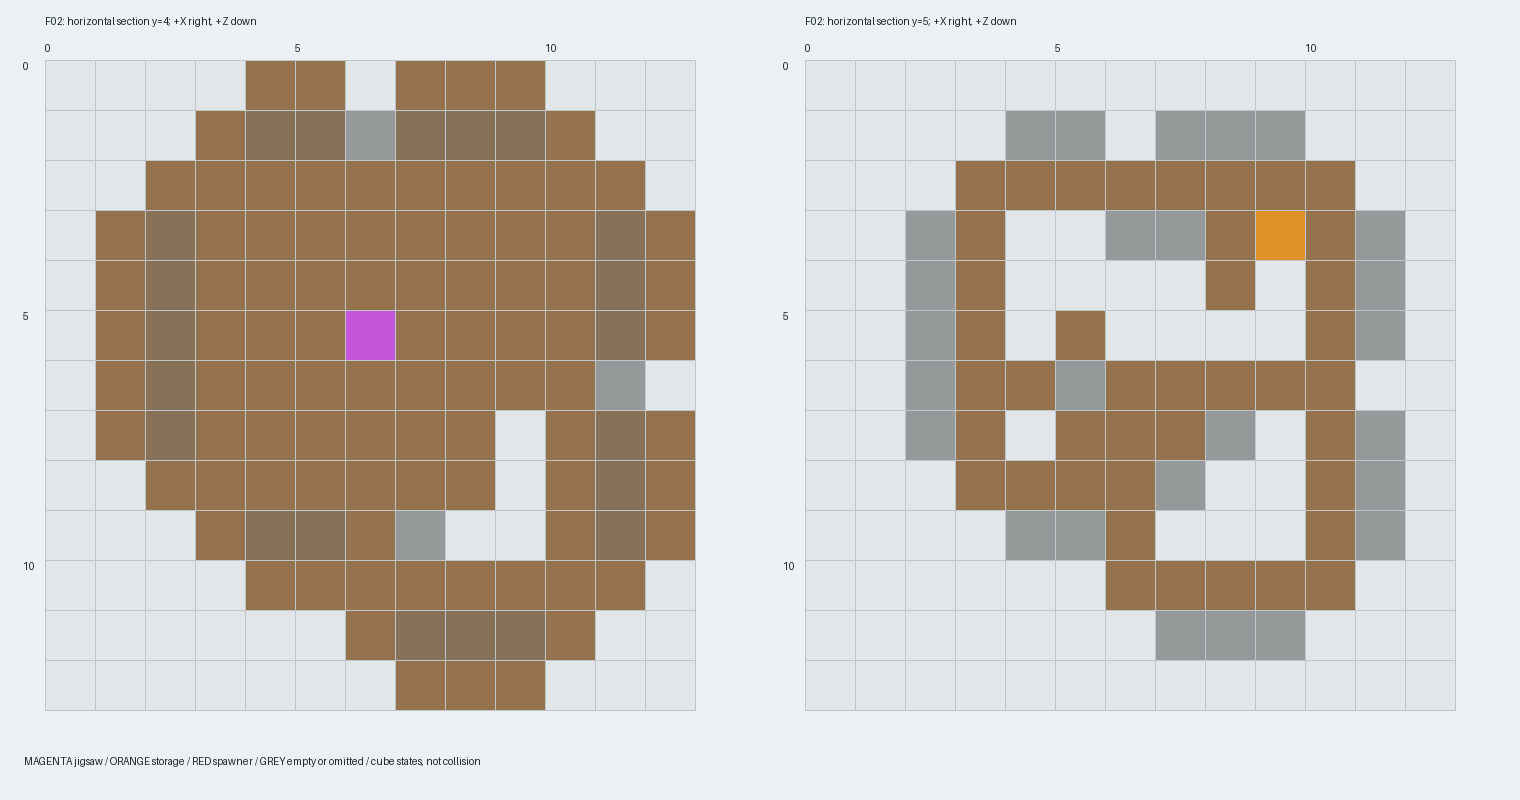 F02: horizontal section y=4; +X right, +Z down
F02: horizontal section y=5; +X right, +Z down
0 5 10
0 5 10
0
0
5
5
10
10
MAGENTA jigsaw / ORANGE storage / RED spawner / GREY empty or omitted / cube states, not collision